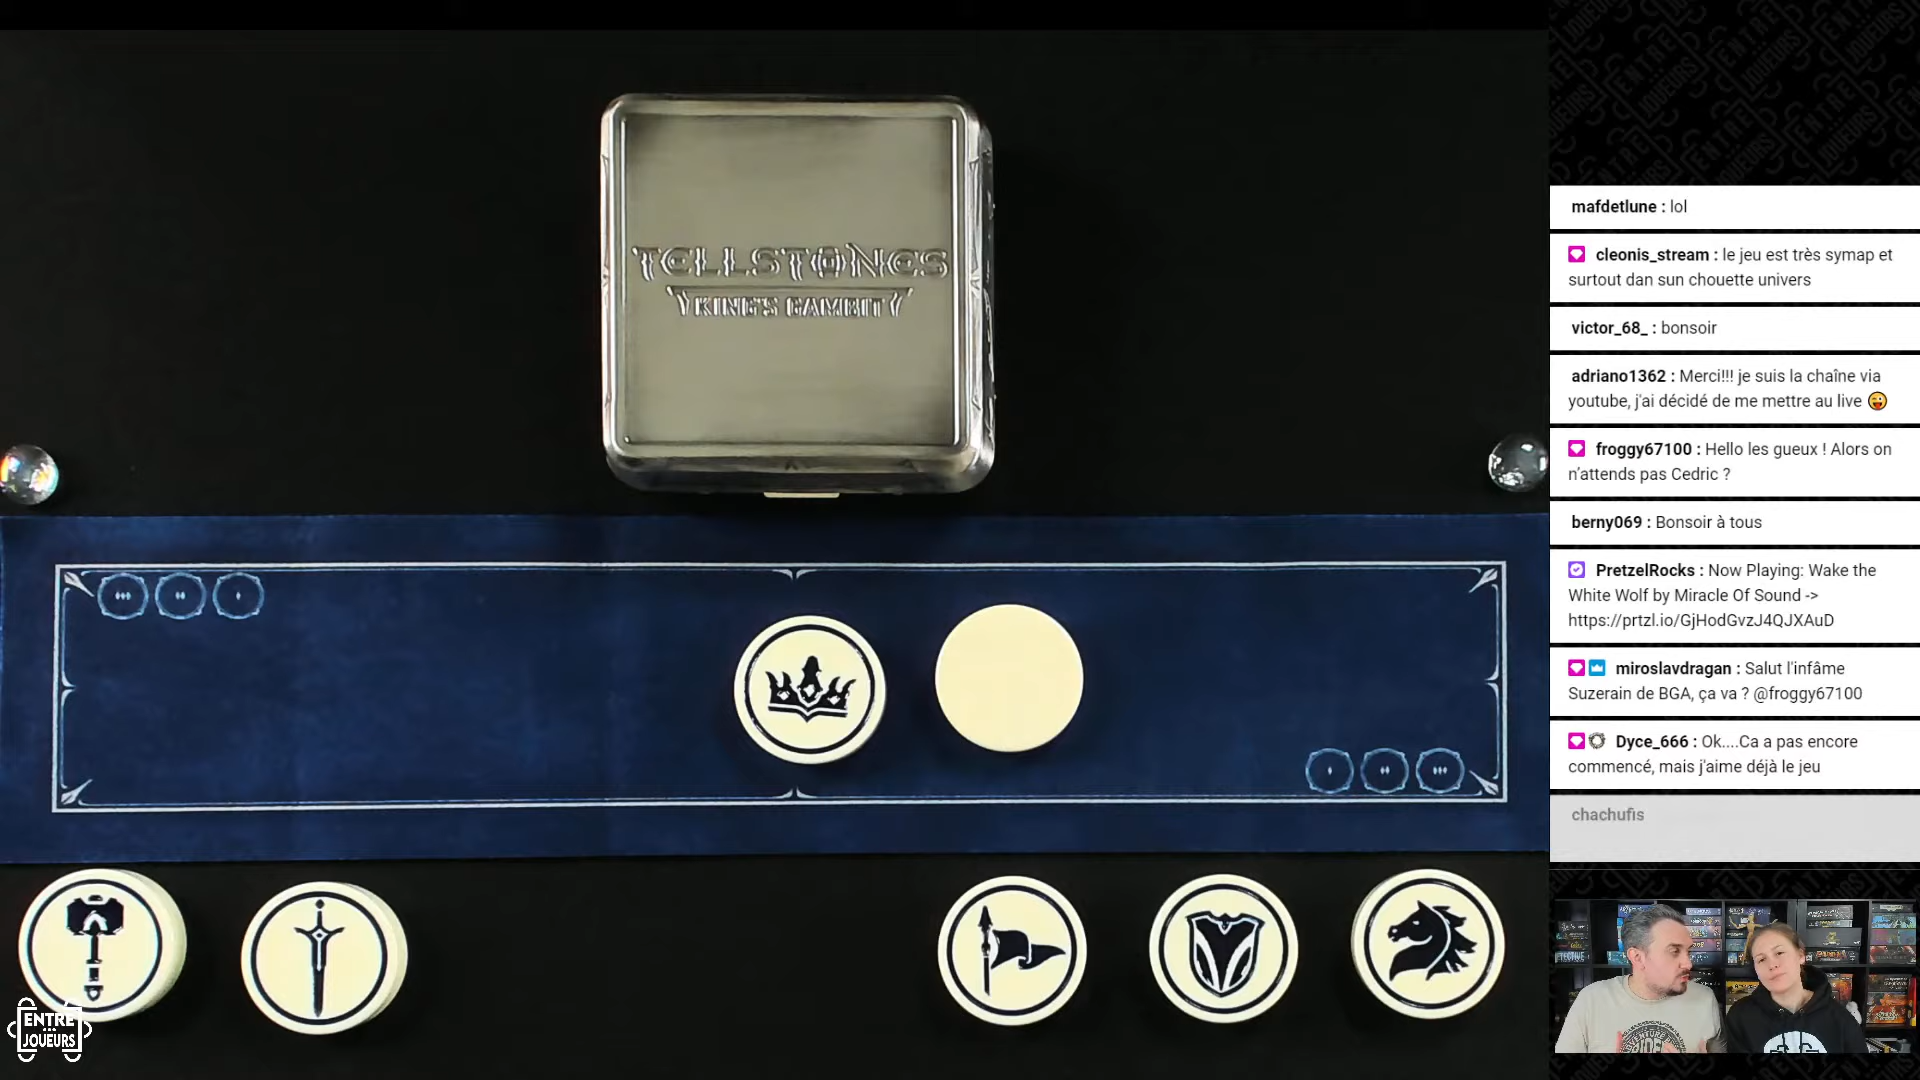 TELLSTONES
KING'S GAMBIT
mafdetlune : lol
cleonis_stream : le jeu est très symap et
surtout dan sun chouette univers
victor_68_ : bonsoir
adriano1362 : Merci!!! je suis la chaîne via
youtube, j'ai décidé de me mettre au live 😜
froggy67100 : Hello les gueux ! Alors on
n’attends pas Cedric ?
berny069 : Bonsoir à tous
PretzelRocks : Now Playing: Wake the
White Wolf by Miracle Of Sound ->
https://prtzl.io/GjHodGvzJ4QJXAuD
miroslavdragan : Salut l'infâme
Suzerain de BGA, ça va ? @froggy67100
Dyce_666 : Ok....Ca a pas encore
commencé, mais j'aime déjà le jeu
chachufis
ENTRE
JOUEURS